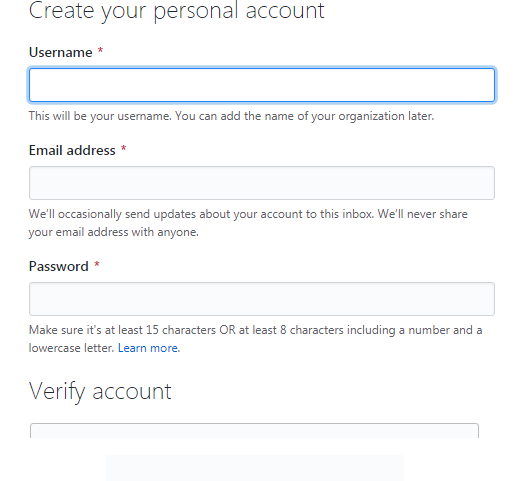 Create your personal account
Username *
This will be your username. You can add the name of your organization later.
Email address *
We'll occasionally send updates about your account to this inbox. We'll never share
your email address with anyone.
Password *
Make sure it's at least 15 characters OR at least 8 characters including a number and a
lowercase letter. Learn more.
Verify account